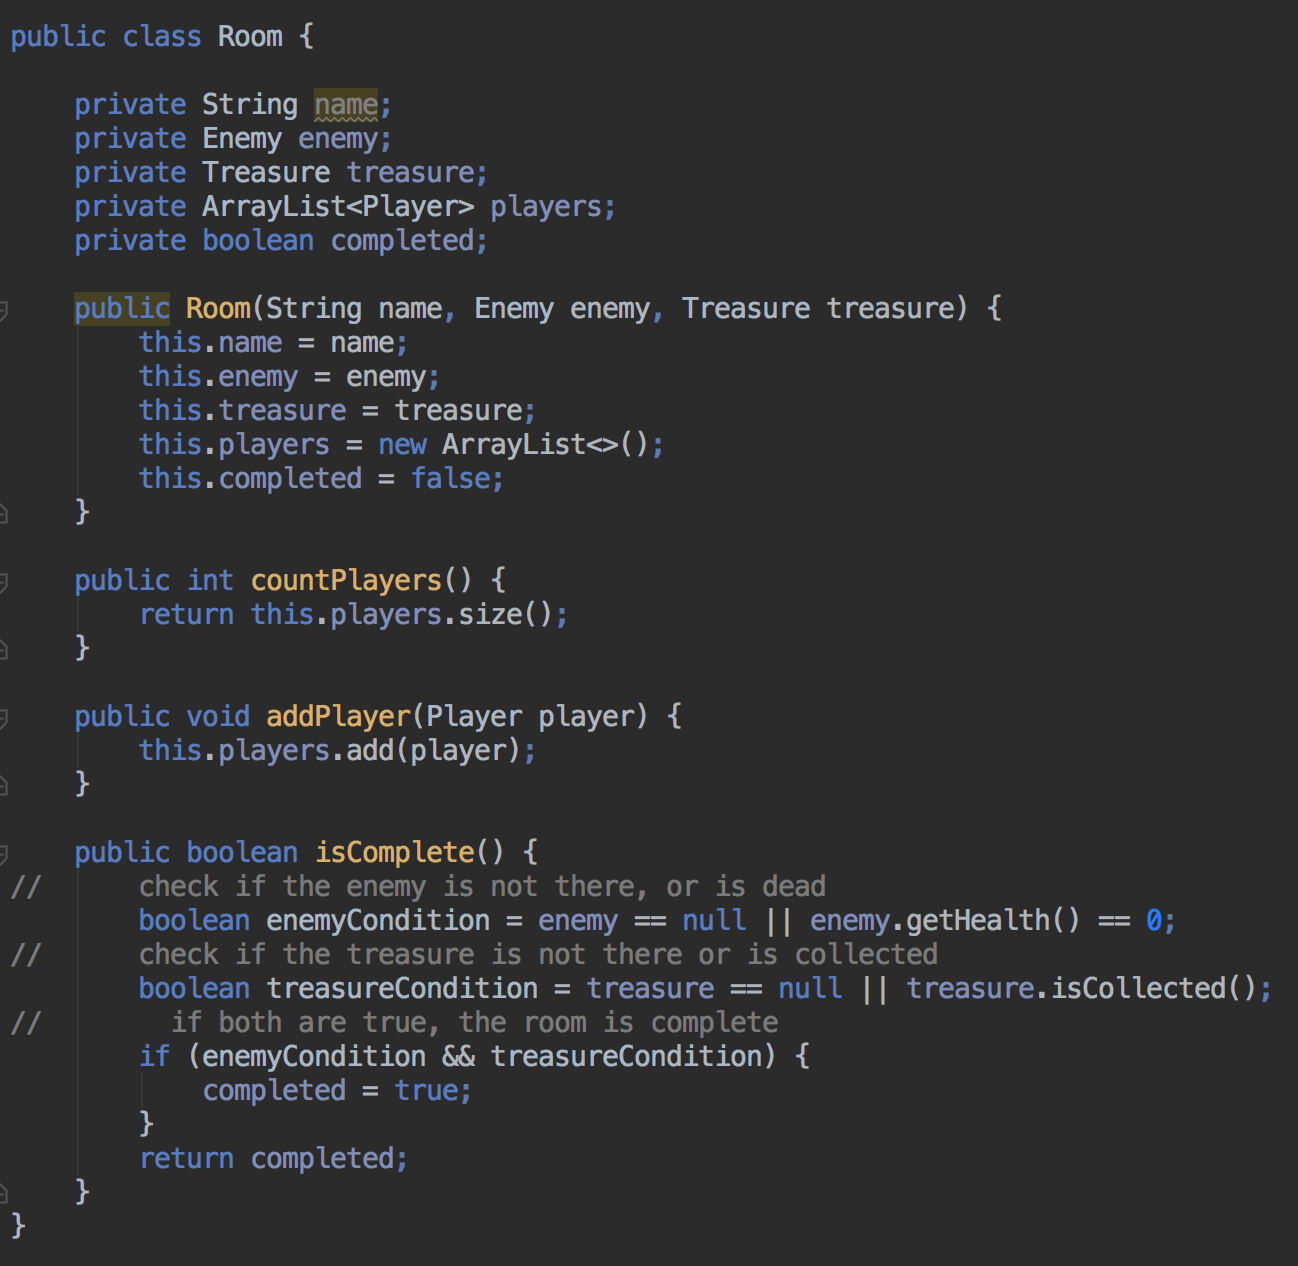 public class Room {
    private String name;
    private Enemy enemy;
    private Treasure treasure;
    private ArrayList<Player> players;
    private boolean completed;
    public Room(String name, Enemy enemy, Treasure treasure) {
        this.name = name;
        this.enemy = enemy;
        this.treasure = treasure;
        this.players = new ArrayList<>();
        this.completed = false;
    }
    public int countPlayers() {
        return this.players.size();
    }
    public void addPlayer(Player player) {
        this.players.add(player);
    }
    public boolean isComplete() {
//      check if the enemy is not there, or is dead
        boolean enemyCondition = enemy == null || enemy.getHealth() == 0;
//      check if the treasure is not there or is collected
        boolean treasureCondition = treasure == null || treasure.isCollected();
//        if both are true, the room is complete
        if (enemyCondition && treasureCondition) {
            completed = true;
        }
        return completed;
    }
}